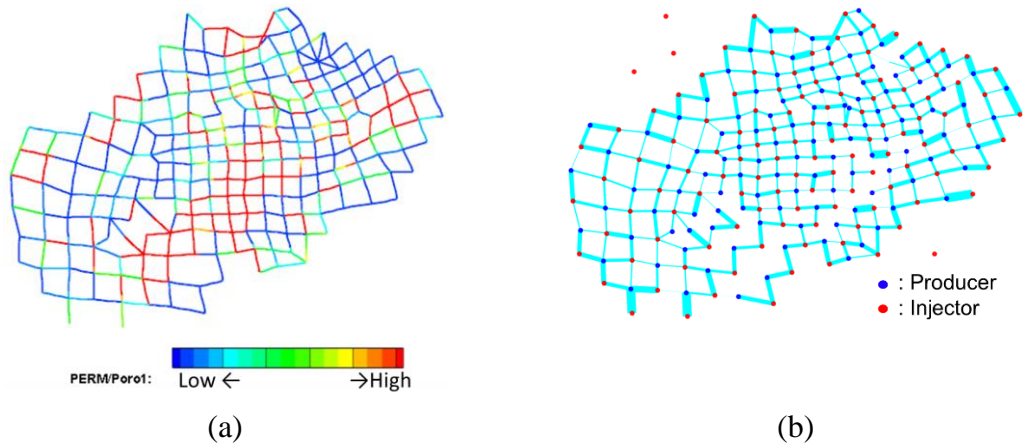 : Producer
: Injector
PERM/Poro1: Low ← →High
(a) (b)